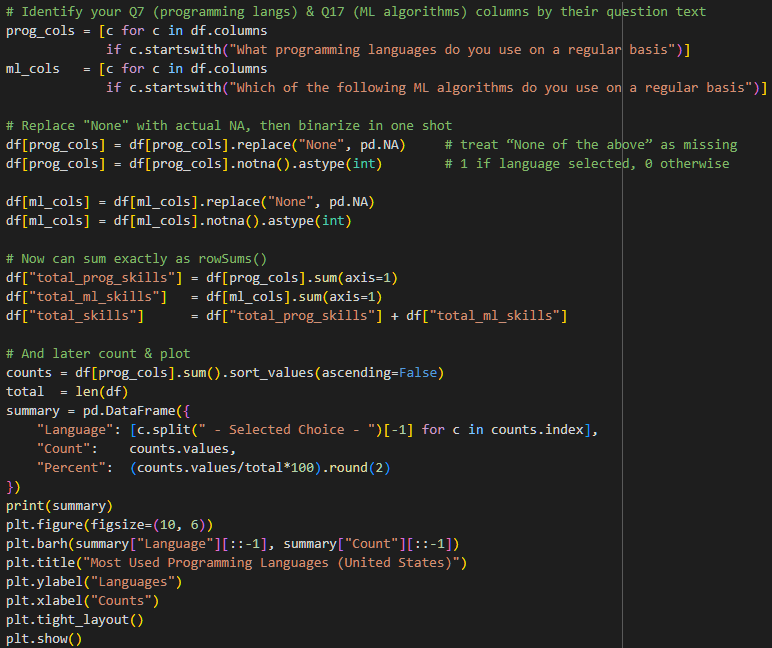 # Identify your Q7 (programming langs) & Q17 (ML algorithms) columns by their question text
prog_cols = [c for c in df.columns
             if c.startswith("What programming languages do you use on a regular basis")]
ml_cols   = [c for c in df.columns
             if c.startswith("Which of the following ML algorithms do you use on a regular basis")]

# Replace "None" with actual NA, then binarize in one shot
df[prog_cols] = df[prog_cols].replace("None", pd.NA)     # treat “None of the above” as missing
df[prog_cols] = df[prog_cols].notna().astype(int)        # 1 if language selected, 0 otherwise

df[ml_cols] = df[ml_cols].replace("None", pd.NA)
df[ml_cols] = df[ml_cols].notna().astype(int)

# Now can sum exactly as rowSums()
df["total_prog_skills"] = df[prog_cols].sum(axis=1)
df["total_ml_skills"]   = df[ml_cols].sum(axis=1)
df["total_skills"]      = df["total_prog_skills"] + df["total_ml_skills"]

# And later count & plot
counts = df[prog_cols].sum().sort_values(ascending=False)
total  = len(df)
summary = pd.DataFrame({
    "Language": [c.split(" - Selected Choice - ")[-1] for c in counts.index],
    "Count":    counts.values,
    "Percent":  (counts.values/total*100).round(2)
})
print(summary)
plt.figure(figsize=(10, 6))
plt.barh(summary["Language"][::-1], summary["Count"][::-1])
plt.title("Most Used Programming Languages (United States)")
plt.ylabel("Languages")
plt.xlabel("Counts")
plt.tight_layout()
plt.show()